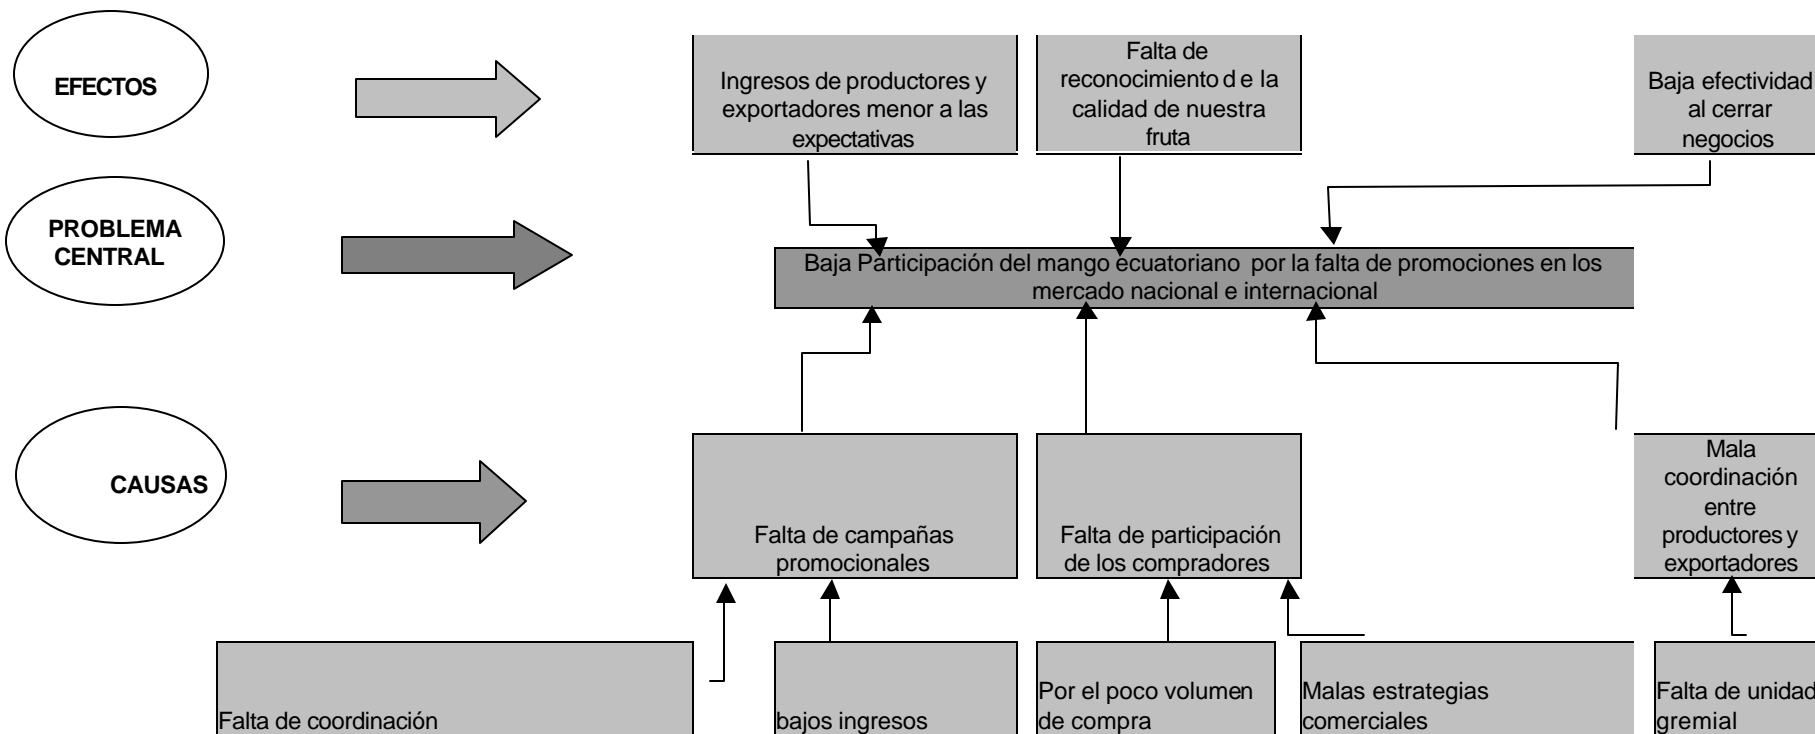 EFECTOS
Ingresos de productores y
exportadores menor a las
expectativas
Falta de
reconocimiento d e la
calidad de nuestra
fruta
Baja efectividad
al cerrar
negocios
PROBLEMA
CENTRAL
Baja Participación del mango ecuatoriano por la falta de promociones en los
mercado nacional e internacional
CAUSAS
Falta de campañas
promocionales
Falta de participación
de los compradores
Mala
coordinación
entre
productores y
exportadores
Falta de coordinación
bajos ingresos
Por el poco volumen
de compra
Malas estrategias
comerciales
Falta de unidad
gremial